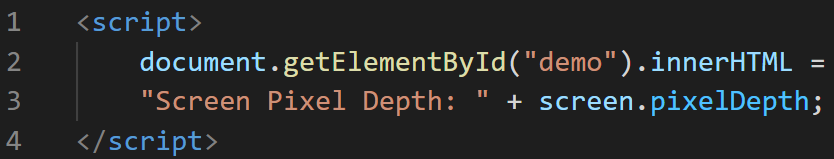 1 <script>
2 document.getElementById("demo").innerHTML =
3 "Screen Pixel Depth: " + screen.pixelDepth;
4 </script>